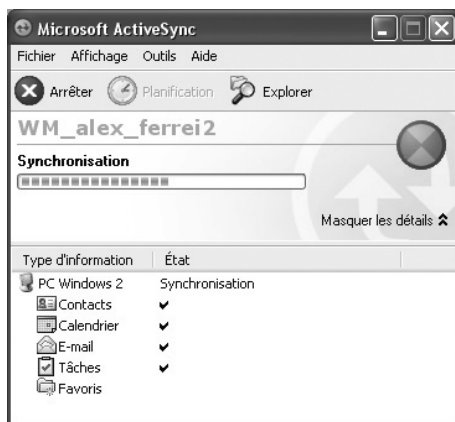 Microsoft ActiveSync
Fichier Affichage Outils Aide
Arrêter Planification Explorer
WM_alex_ferrei2
Synchronisation
Masquer les détails
Type d'information État
PC Windows 2 Synchronisation
Contacts
Calendrier
E-mail
Tâches
Favoris